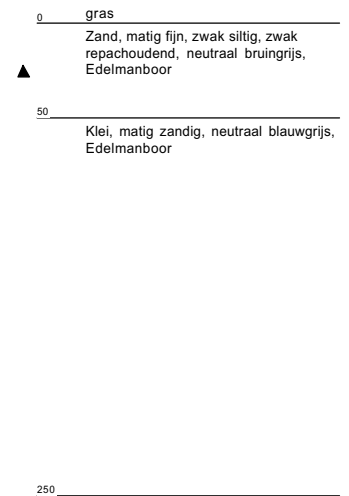 0 gras
Zand, matig fijn, zwak siltig, zwak
repachoudend, neutraal bruingrijs,
Edelmanboor
50
Klei, matig zandig, neutraal blauwgrijs,
Edelmanboor
250